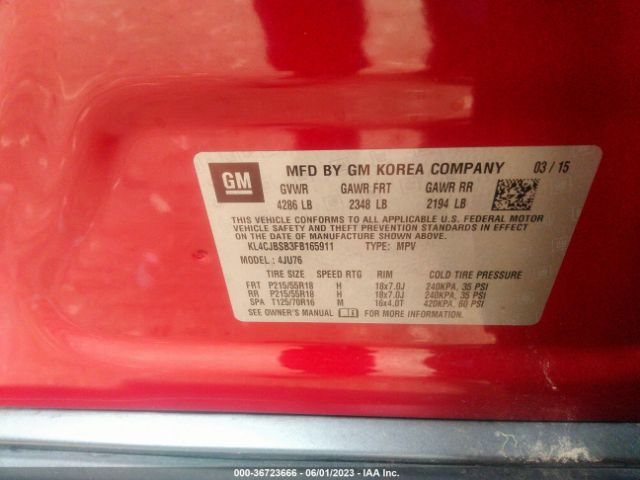 GM
MFD BY GM KOREA COMPANY 03 / 15
GVWR GAWR FRT GAWR RR
4286 LB 2348 LB 2194 LB
THIS VEHICLE CONFORMS TO ALL APPLICABLE U.S. FEDERAL MOTOR
VEHICLE SAFETY AND THEFT PREVENTION STANDARDS IN EFFECT
ON THE DATE OF MANUFACTURE SHOWN ABOVE.
KL4CJBSB3FB165911 TYPE: MPV
MODEL : 4JU76
TIRE SIZE SPEED RTG RIM COLD TIRE PRESSURE
FRT P215/55R18 H 18x7.0J 240KPA, 35 PSI
RR P215/55R18 H 18x7.0J 240KPA, 35 PSI
SPA T125/70R16 M 16x4.0T 420KPA, 60 PSI
SEE OWNER'S MANUAL FOR MORE INFORMATION.
000-36723666 - 06/01/2023 - IAA Inc.